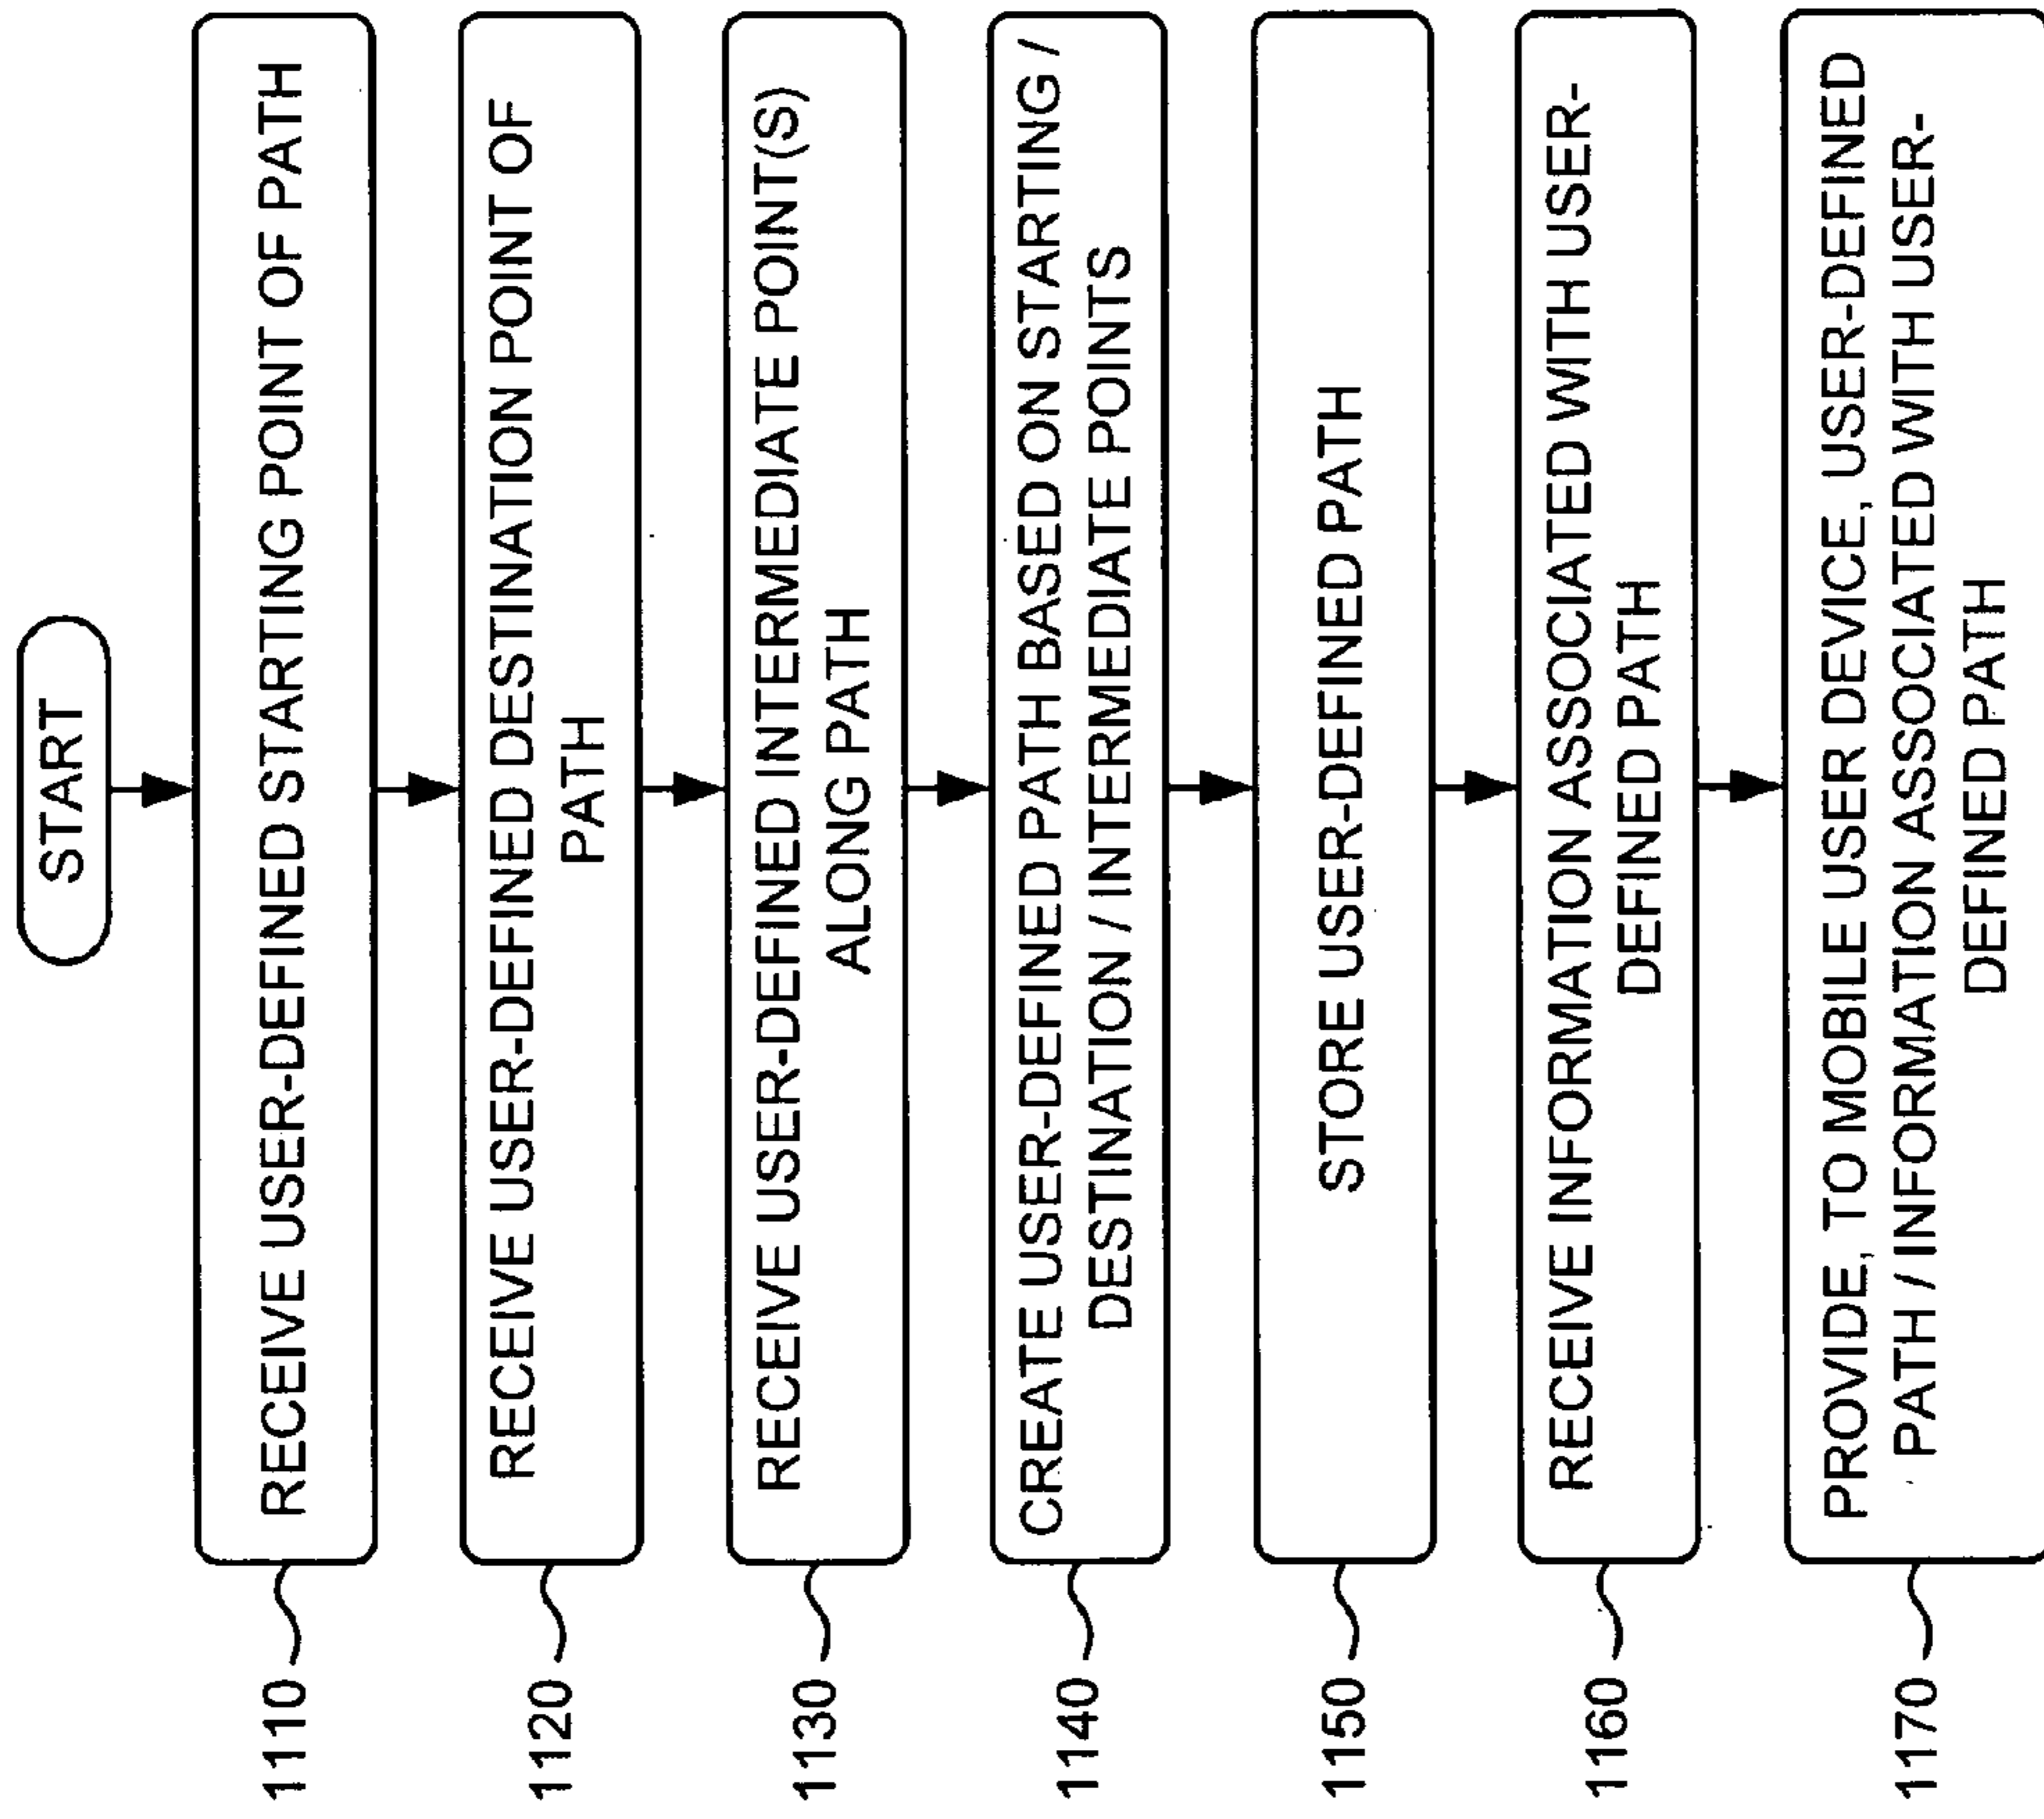 START
1110
RECEIVE USER-DEFINED STARTING POINT OF PATH
1120
RECEIVE USER-DEFINED DESTINATION POINT OF
PATH
1130
RECEIVE USER-DEFINED INTERMEDIATE POINT(S)
ALONG PATH
1140
CREATE USER-DEFINED PATH BASED ON STARTING /
DESTINATION / INTERMEDIATE POINTS
1150
STORE USER-DEFINED PATH
1160
RECEIVE INFORMATION ASSOCIATED WITH USER-
DEFINED PATH
1170
PROVIDE, TO MOBILE USER DEVICE, USER-DEFINED
PATH / INFORMATION ASSOCIATED WITH USER-
DEFINED PATH